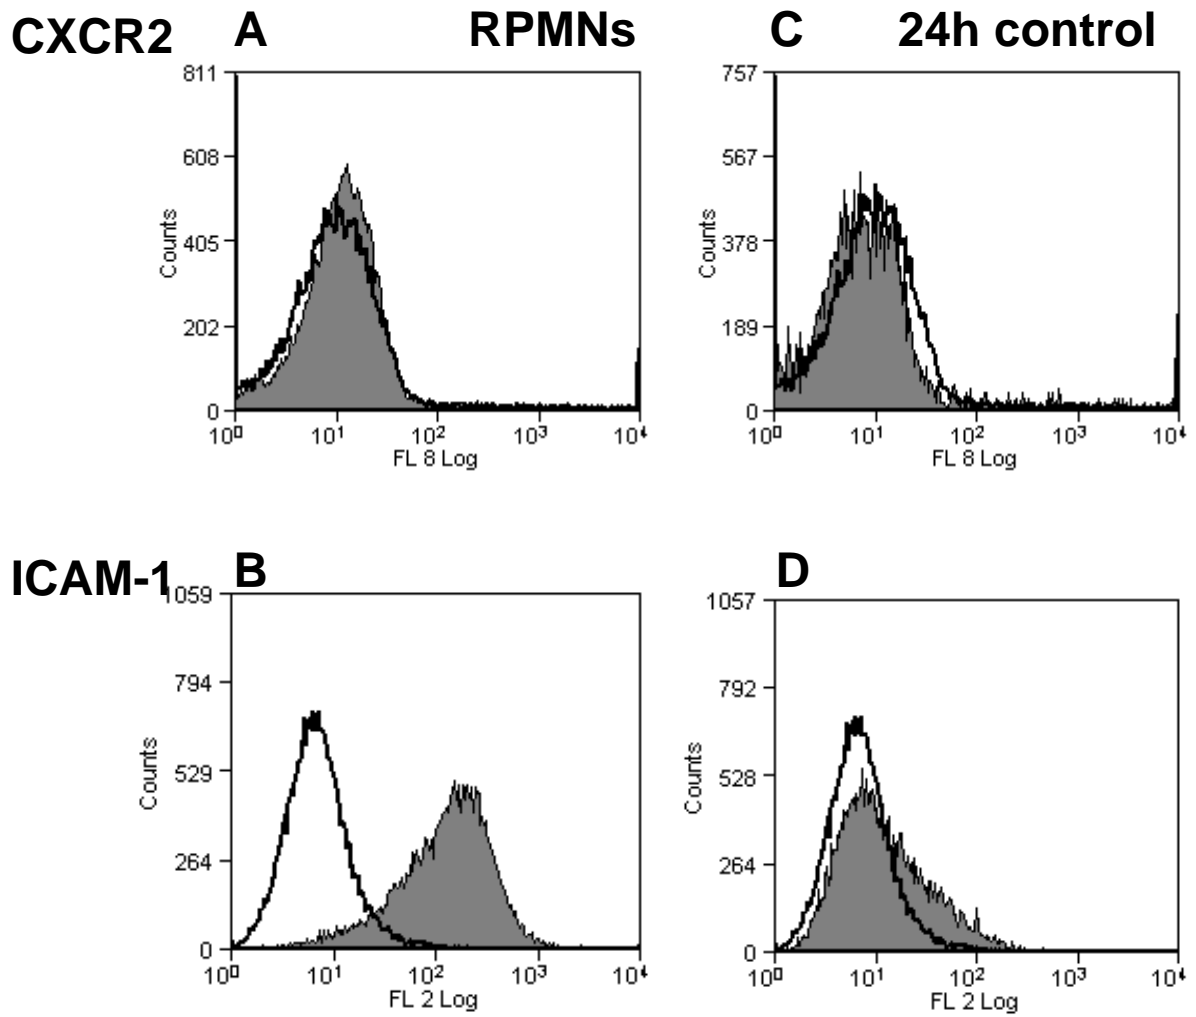 CXCR2 A RPMNs C 24h control
811 757
608 567
405 378
202 189
0 0
Counts Counts
10⁰ 10¹ 10² 10³ 10⁴ 10⁰ 10¹ 10² 10³ 10⁴
FL 8 Log FL 8 Log
ICAM-1 B D
1059 1057
794 792
529 528
264 264
0 0
Counts Counts
10⁰ 10¹ 10² 10³ 10⁴ 10⁰ 10¹ 10² 10³ 10⁴
FL 2 Log FL 2 Log